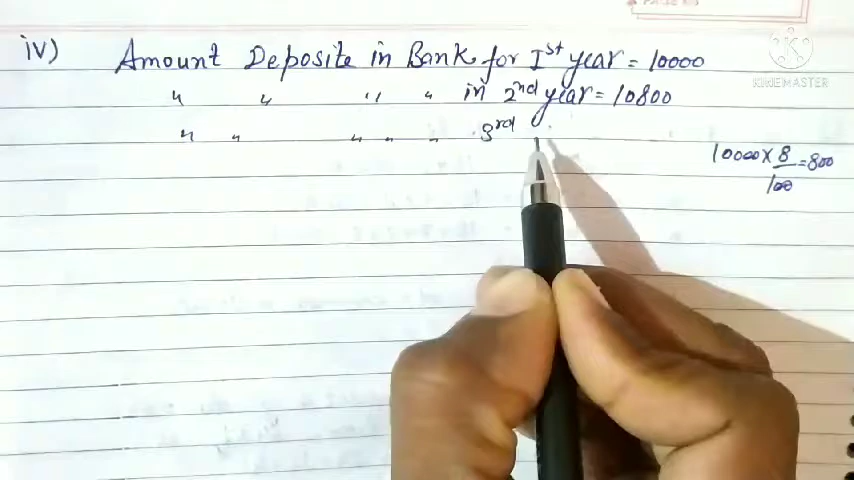 iv) Amount Deposite in Bank for Ist year = 10000
" " " " in 2nd year = 10800
" " " " " 3rd
10000 x 8/100 = 800
KINEMASTER